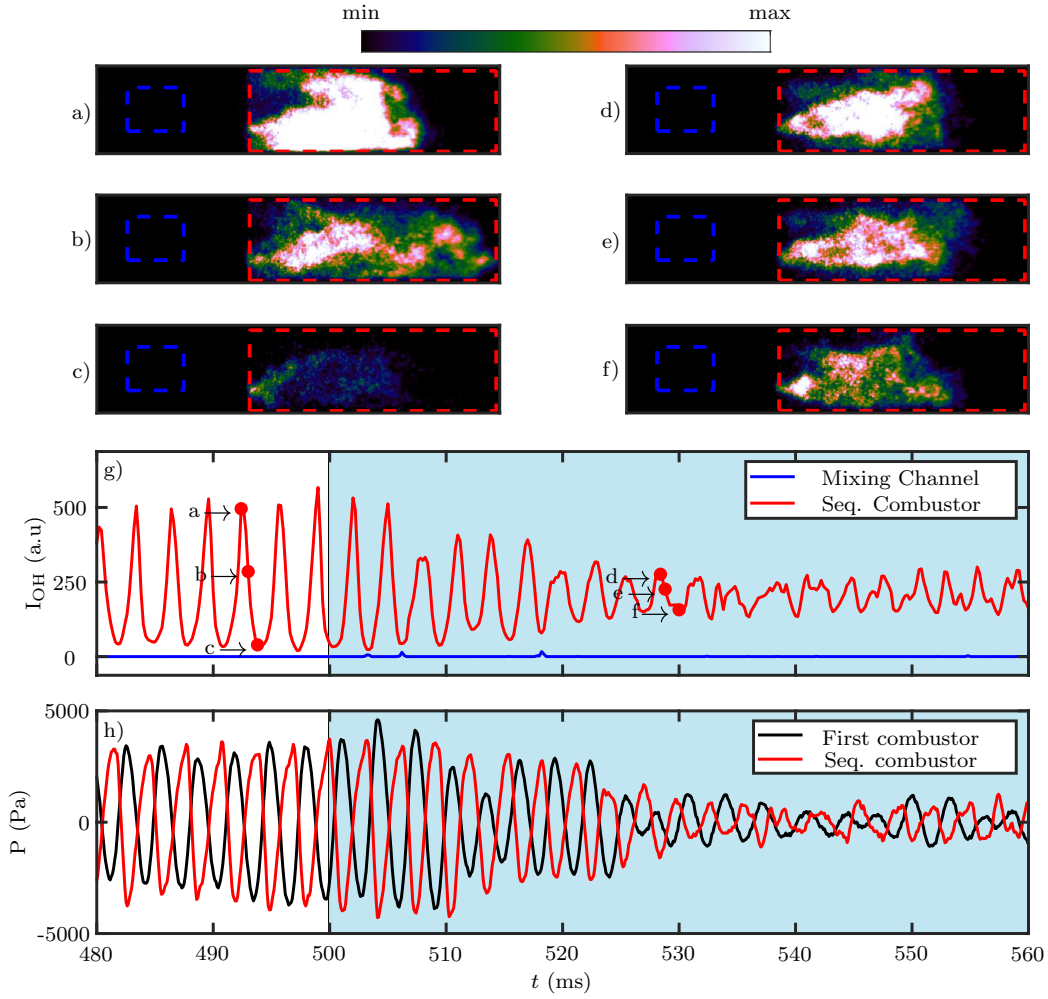 min max
a) d)
b) e)
c) f)
g)
Mixing Channel
Seq. Combustor
I_OH (a.u)
500
250
0
a
b
c
d
e
f
h)
First combustor
Seq. combustor
P (Pa)
5000
0
-5000
480 490 500 510 520 530 540 550 560
t (ms)